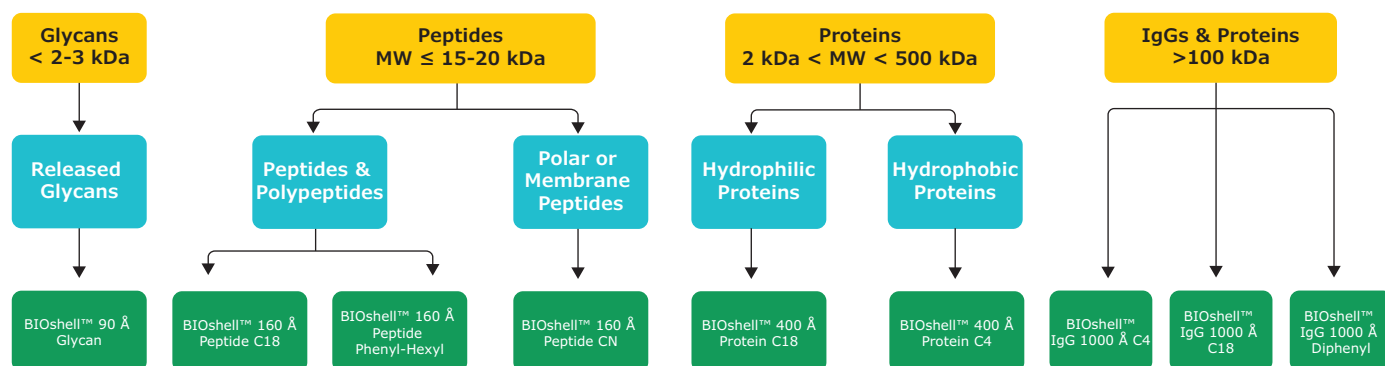 Glycans
< 2-3 kDa
Peptides
MW ≤ 15-20 kDa
Proteins
2 kDa < MW < 500 kDa
IgGs & Proteins
>100 kDa
Released
Glycans
Peptides &
Polypeptides
Polar or
Membrane
Peptides
Hydrophilic
Proteins
Hydrophobic
Proteins
BIOshell™ 90 Å
Glycan
BIOshell™ 160 Å
Peptide C18
BIOshell™ 160 Å
Peptide
Phenyl-Hexyl
BIOshell™ 160 Å
Peptide CN
BIOshell™ 400 Å
Protein C18
BIOshell™ 400 Å
Protein C4
BIOshell™
IgG 1000 Å C4
BIOshell™
IgG 1000 Å
C18
BIOshell™
IgG 1000 Å
Diphenyl